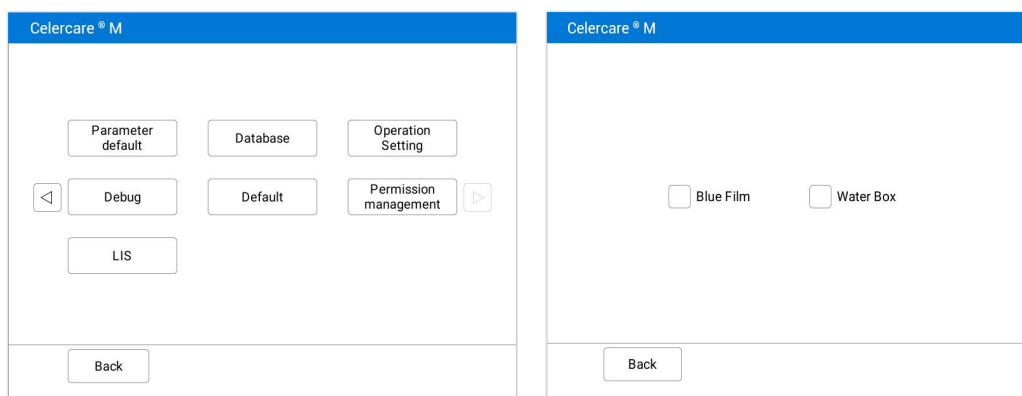 Celercare ® M
Parameter
default
Database
Operation
Setting
Debug
Default
Permission
management
LIS
Back
Celercare ® M
Blue Film
Water Box
Back